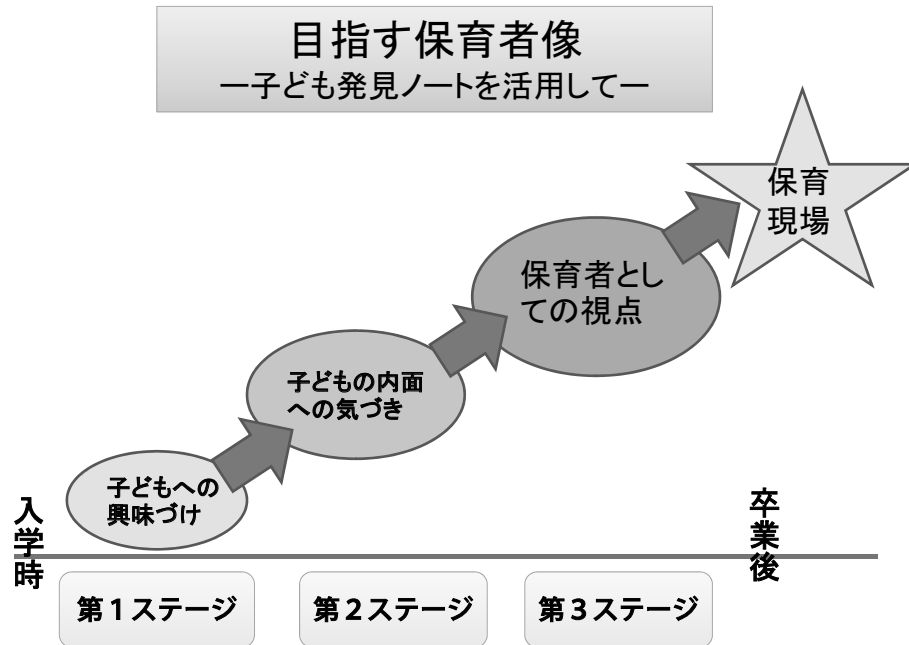 目指す保育者像
ー子ども発見ノートを活用してー
保育
現場
保育者とし
ての視点
子どもの内面
への気づき
子どもへの
興味づけ
入学時
卒業後
第1ステージ
第2ステージ
第3ステージ